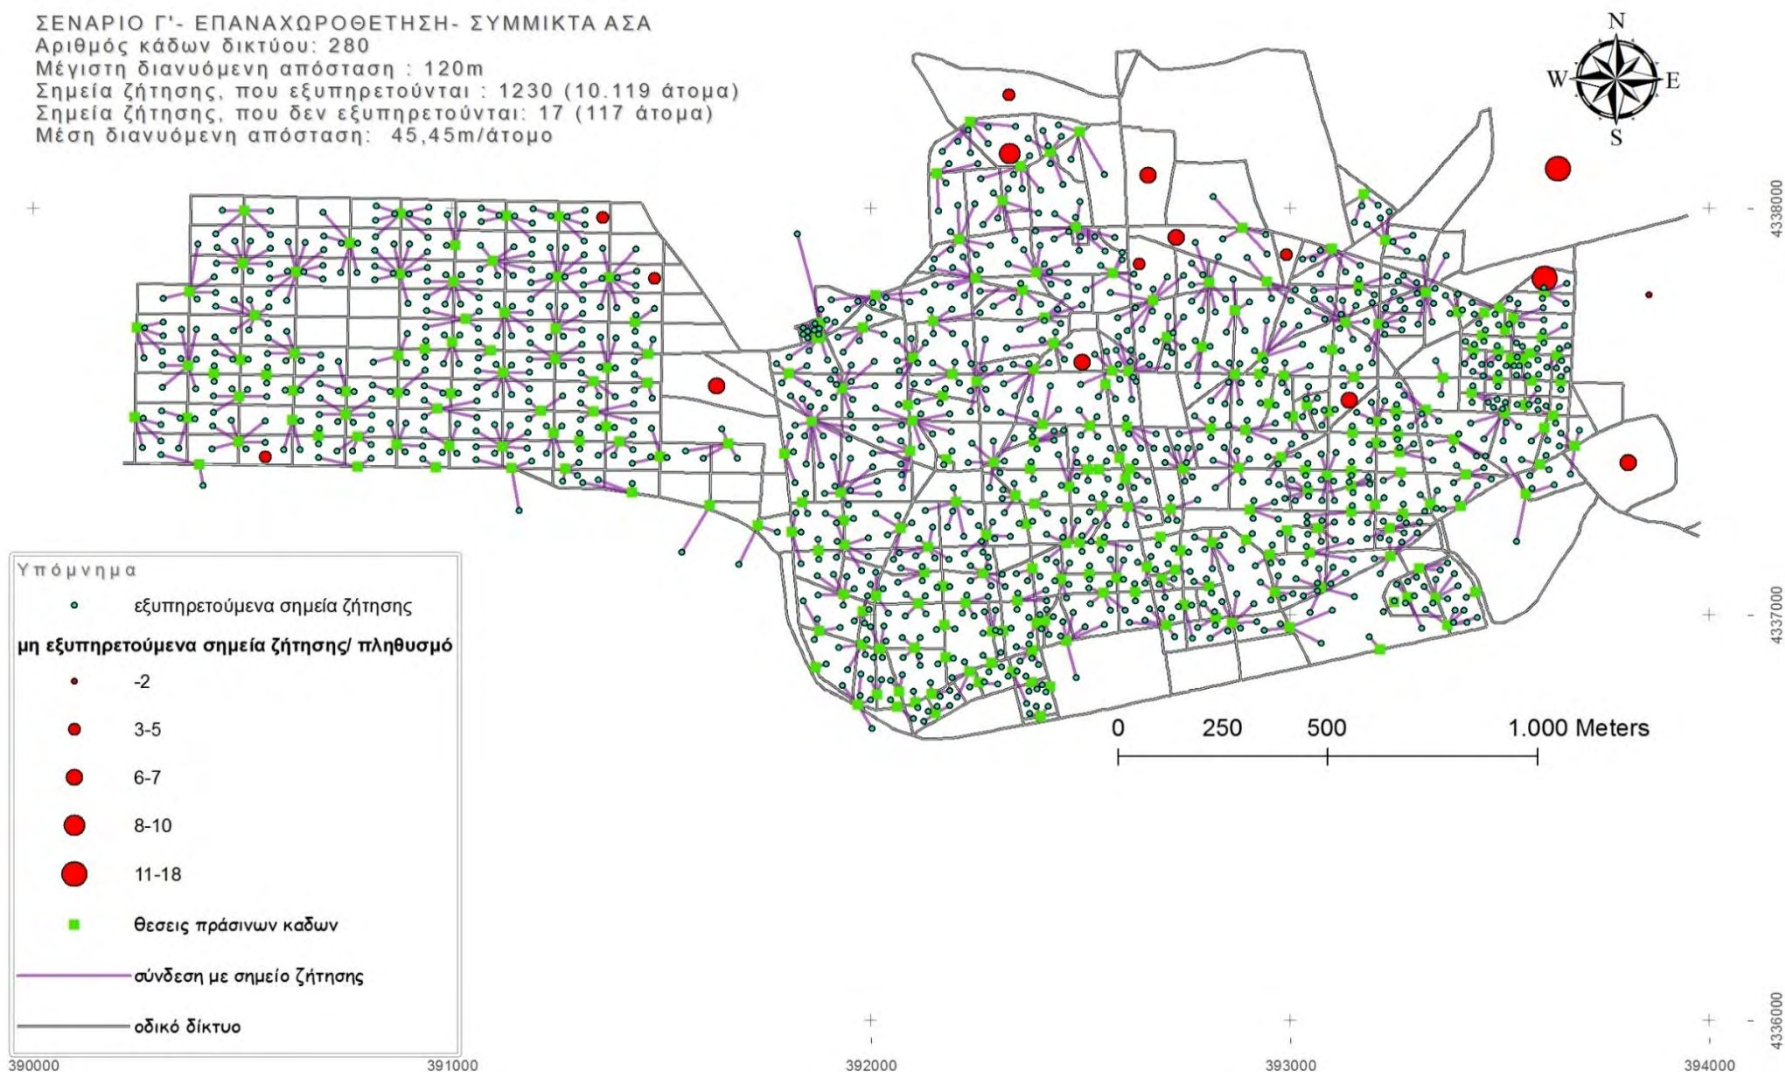 ΣΕΝΑΡΙΟ Γ'- ΕΠΑΝΑΧΩΡΟΘΕΤΗΣΗ- ΣΥΜΜΙΚΤΑ ΑΣΑ
Αριθμός κάδων δικτύου: 280
Μέγιστη διανυόμενη απόσταση : 120m
Σημεία ζήτησης, που εξυπηρετούνται : 1230 (10.119 άτομα)
Σημεία ζήτησης, που δεν εξυπηρετούνται: 17 (117 άτομα)
Μέση διανυόμενη απόσταση: 45,45m/άτομο
N
W E
S
4338000
4337000
4336000
0 250 500 1.000 Meters
Υπόμνημα
εξυπηρετούμενα σημεία ζήτησης
μη εξυπηρετούμενα σημεία ζήτησης/ πληθυσμό
-2
3-5
6-7
8-10
11-18
θεσεις πράσινων καδων
σύνδεση με σημείο ζήτησης
οδικό δίκτυο
390000 391000 392000 393000 394000